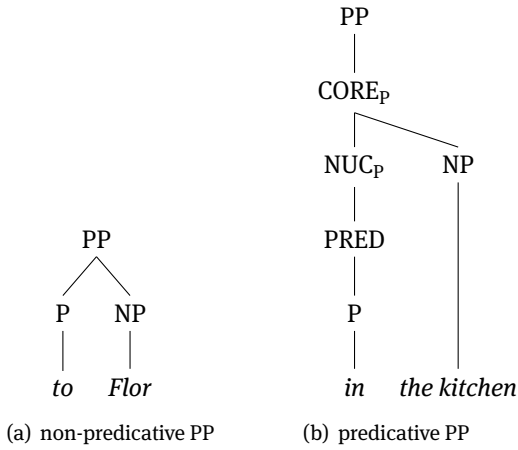 PP
CORE_P
NUC_P NP
PRED
PP
P NP P
to Flor in the kitchen
(a) non-predicative PP (b) predicative PP